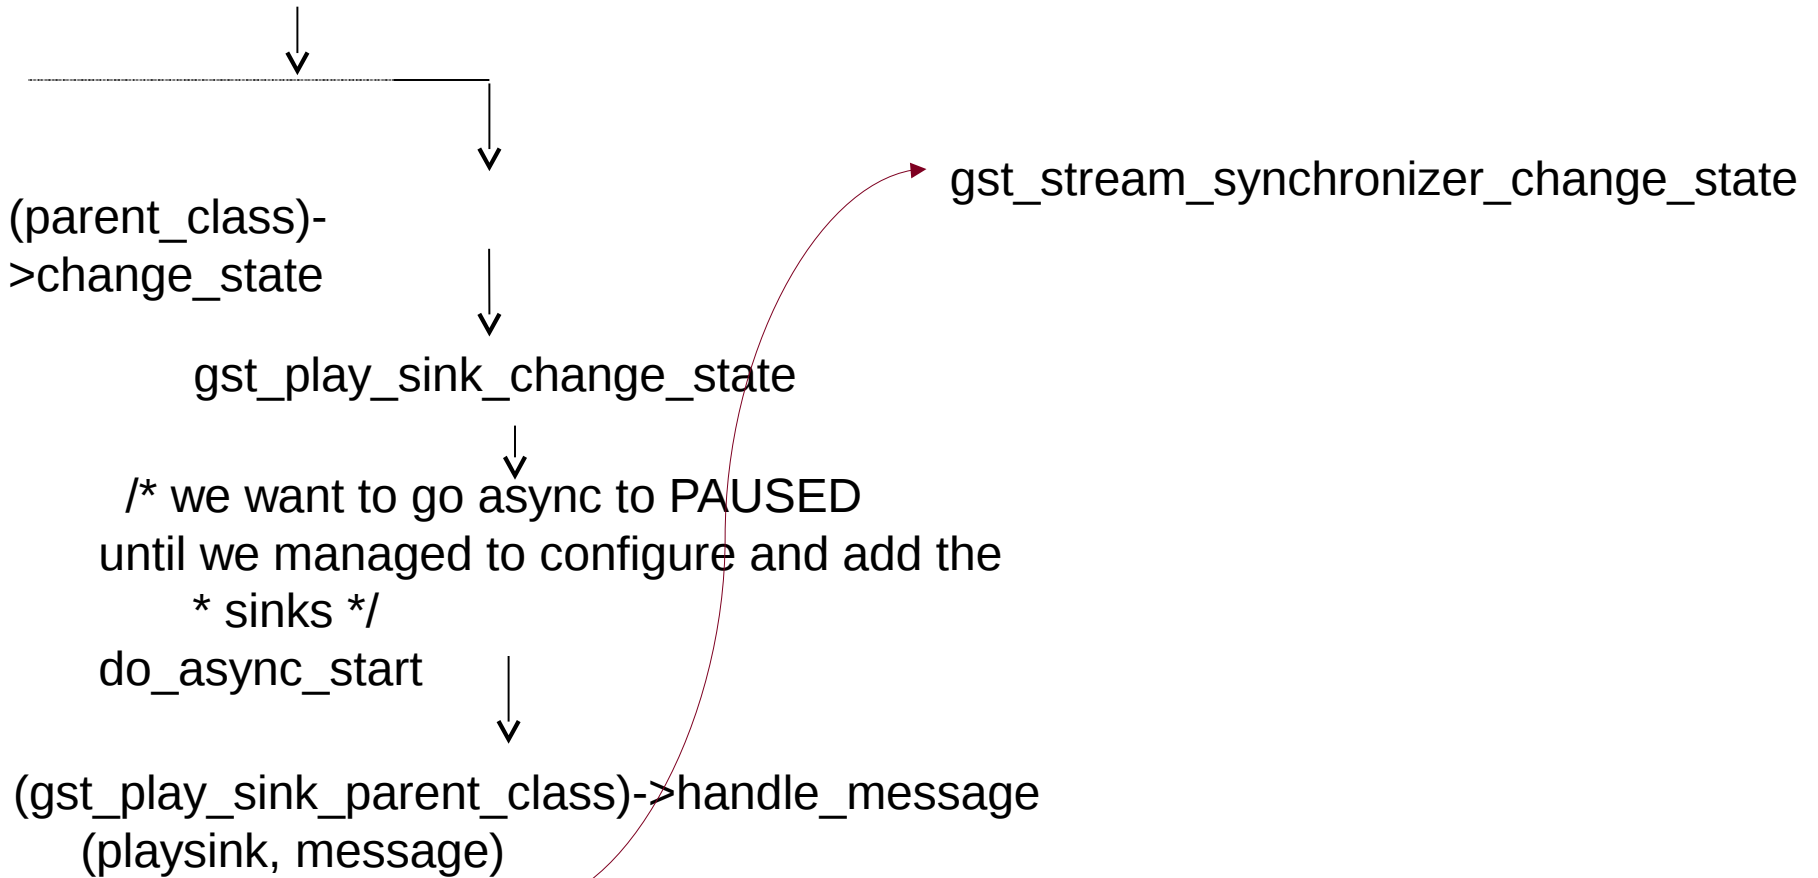 gst_stream_synchronizer_change_state
(parent_class)-
>change_state
gst_play_sink_change_state
/* we want to go async to PAUSED
until we managed to configure and add the
* sinks */
do_async_start
(gst_play_sink_parent_class)->handle_message
(playsink, message)